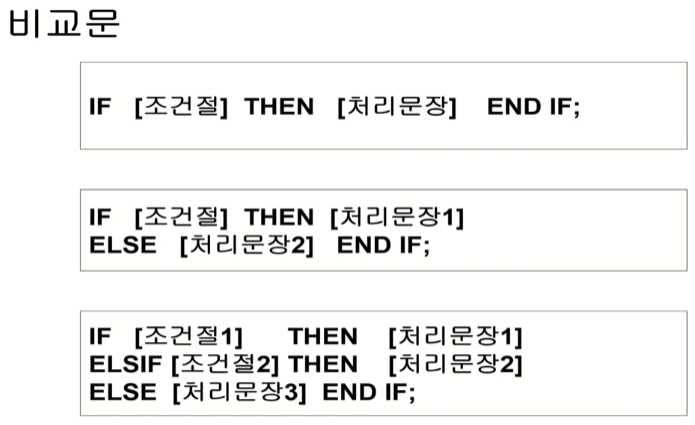 비교문
IF [조건절] THEN [처리문장] END IF;
IF [조건절] THEN [처리문장1]
ELSE [처리문장2] END IF;
IF [조건절1] THEN [처리문장1]
ELSIF [조건절2] THEN [처리문장2]
ELSE [처리문장3] END IF;